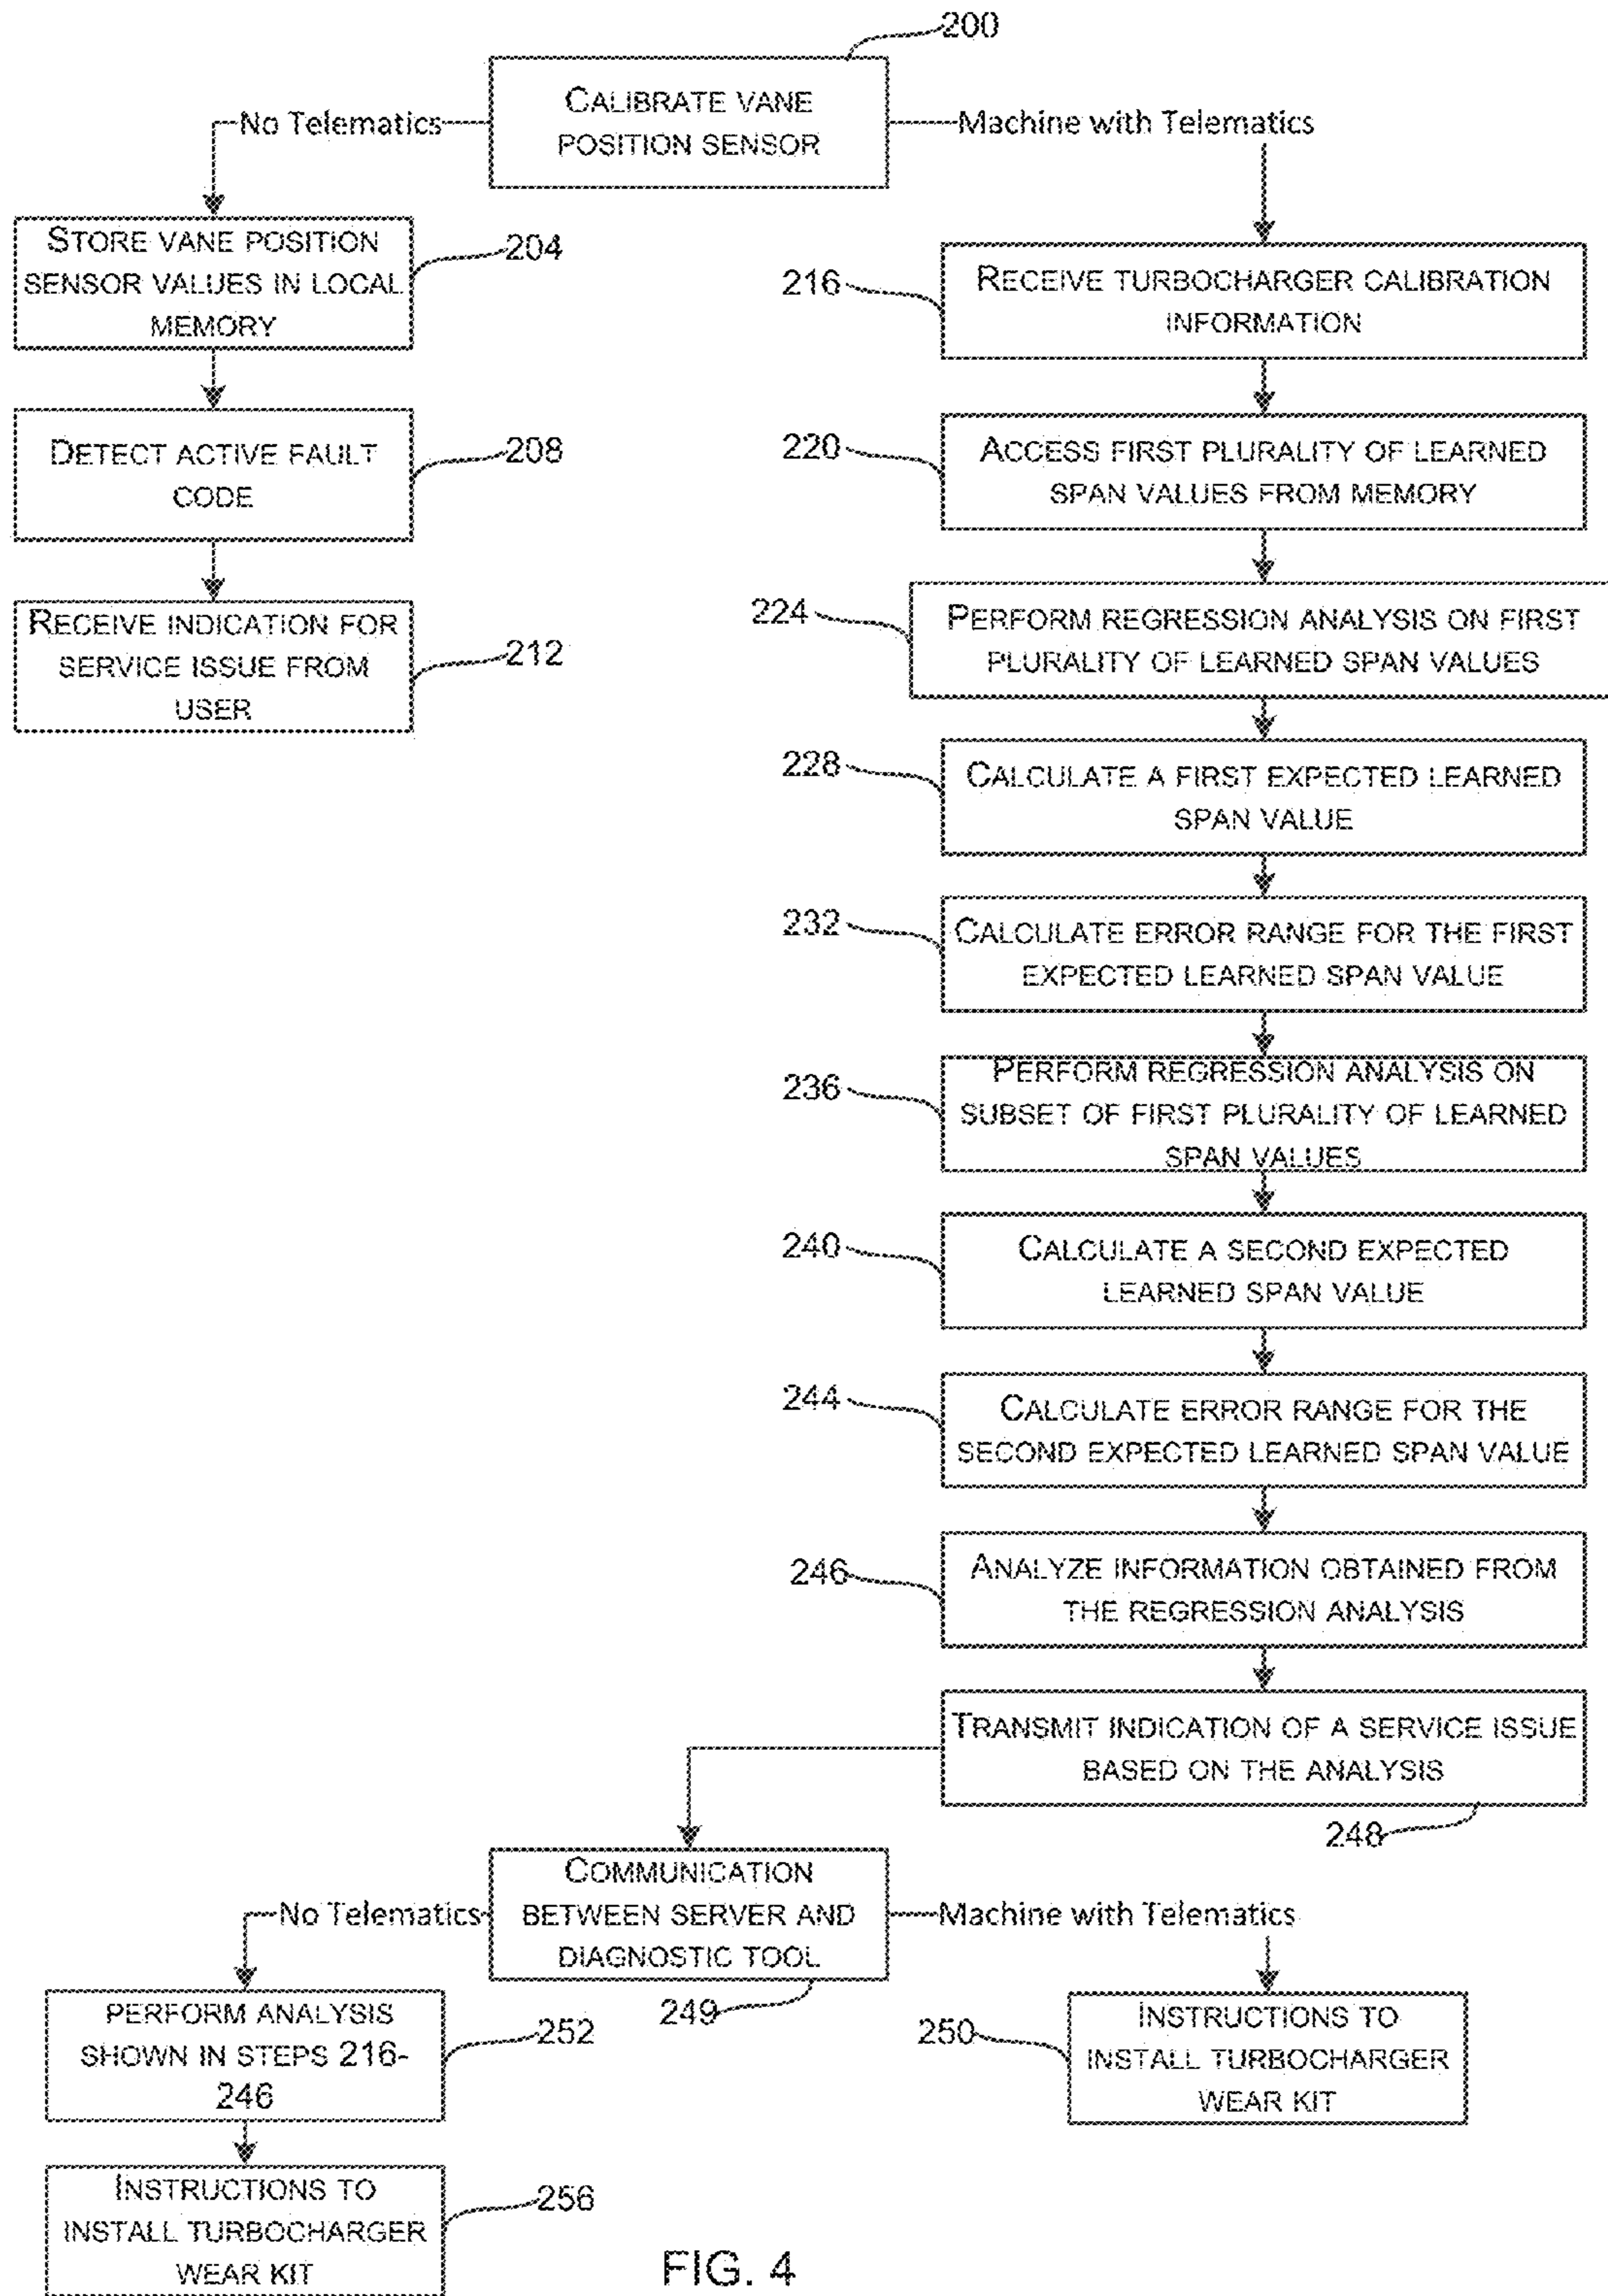 200
CALIBRATE VANE
POSITION SENSOR
No Telematics
Machine with Telematics
STORE VANE POSITION
SENSOR VALUES IN LOCAL
MEMORY
204
DETECT ACTIVE FAULT
CODE
208
RECEIVE INDICATION FOR
SERVICE ISSUE FROM
USER
212
216
RECEIVE TURBOCHARGER CALIBRATION
INFORMATION
220
ACCESS FIRST PLURALITY OF LEARNED
SPAN VALUES FROM MEMORY
224
PERFORM REGRESSION ANALYSIS ON FIRST
PLURALITY OF LEARNED SPAN VALUES
228
CALCULATE A FIRST EXPECTED LEARNED
SPAN VALUE
232
CALCULATE ERROR RANGE FOR THE FIRST
EXPECTED LEARNED SPAN VALUE
236
PERFORM REGRESSION ANALYSIS ON
SUBSET OF FIRST PLURALITY OF LEARNED
SPAN VALUES
240
CALCULATE A SECOND EXPECTED
LEARNED SPAN VALUE
244
CALCULATE ERROR RANGE FOR THE
SECOND EXPECTED LEARNED SPAN VALUE
246
ANALYZE INFORMATION OBTAINED FROM
THE REGRESSION ANALYSIS
TRANSMIT INDICATION OF A SERVICE ISSUE
BASED ON THE ANALYSIS
248
COMMUNICATION
BETWEEN SERVER AND
DIAGNOSTIC TOOL
249
No Telematics
Machine with Telematics
PERFORM ANALYSIS
SHOWN IN STEPS 216-
246
252
250
INSTRUCTIONS TO
INSTALL TURBOCHARGER
WEAR KIT
INSTRUCTIONS TO
INSTALL TURBOCHARGER
WEAR KIT
256
FIG. 4